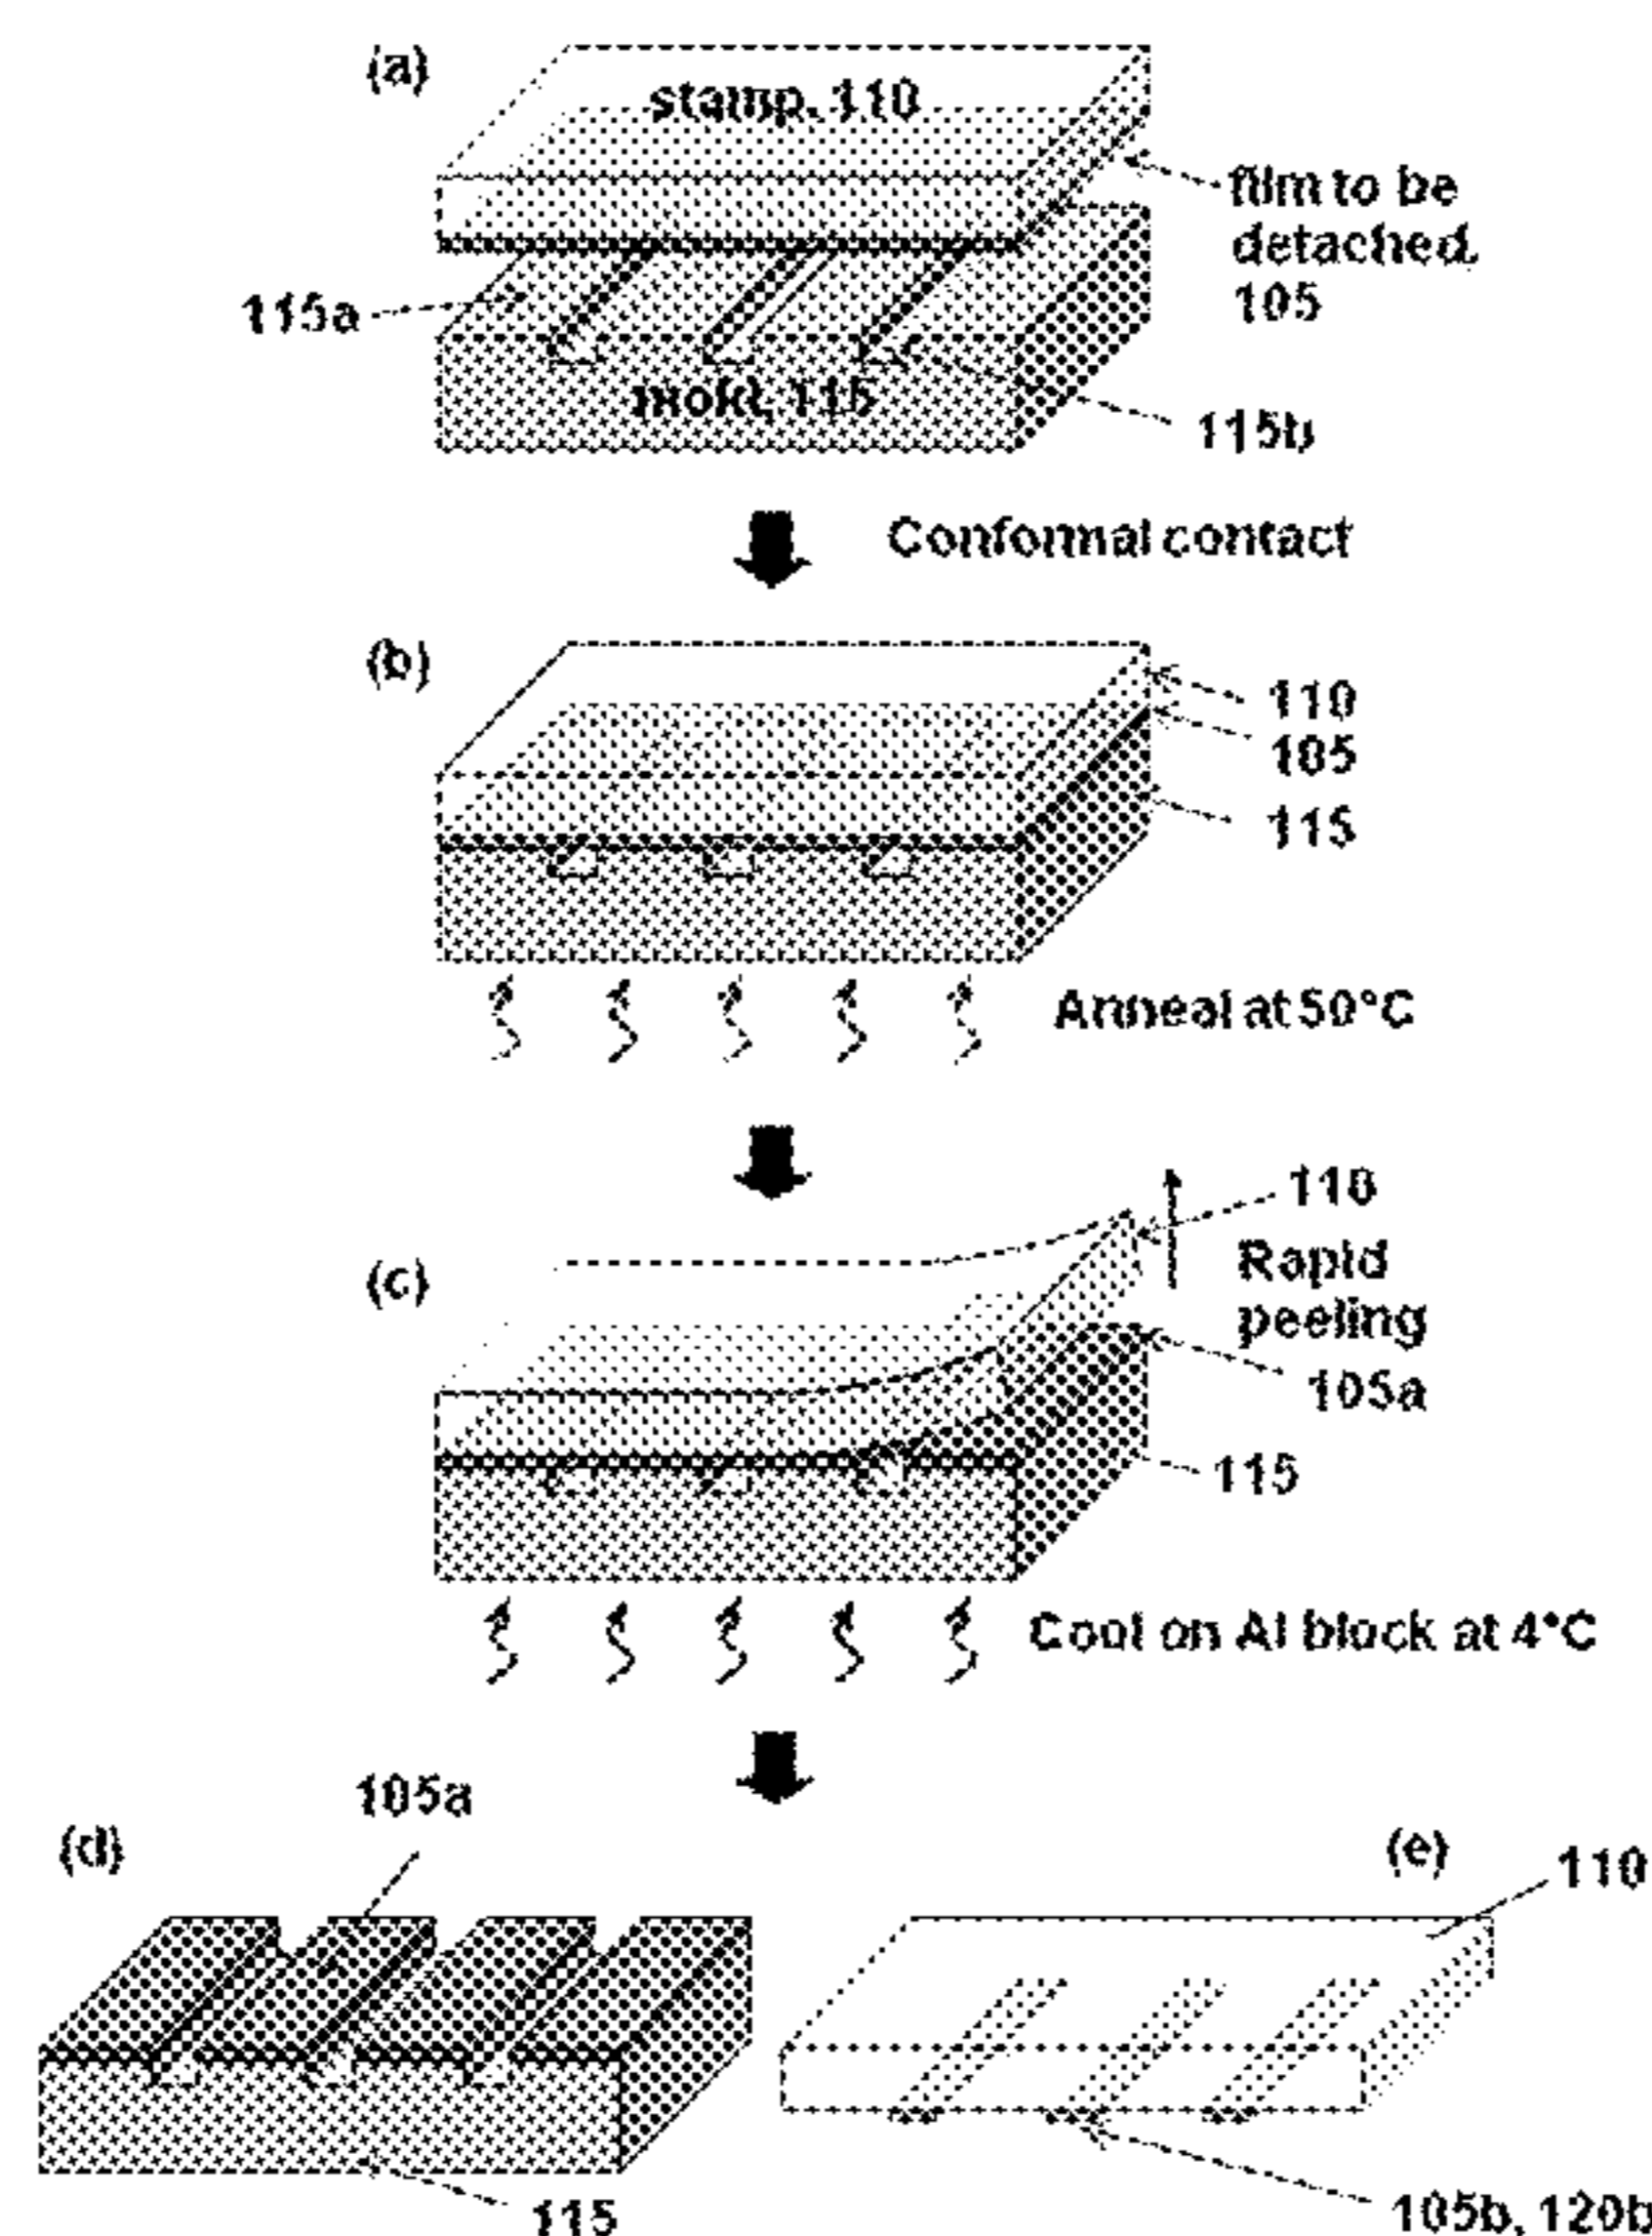 (a)
stamp, 110
film to be
detached,
105
115a
mold, 115
115b
Conformal contact
(b)
110
105
115
Anneal at 50°C
110
(c)
Rapid
peeling
105a
115
Cool on Al block at 4°C
105a
(d)
(e)
110
115
105b, 120b